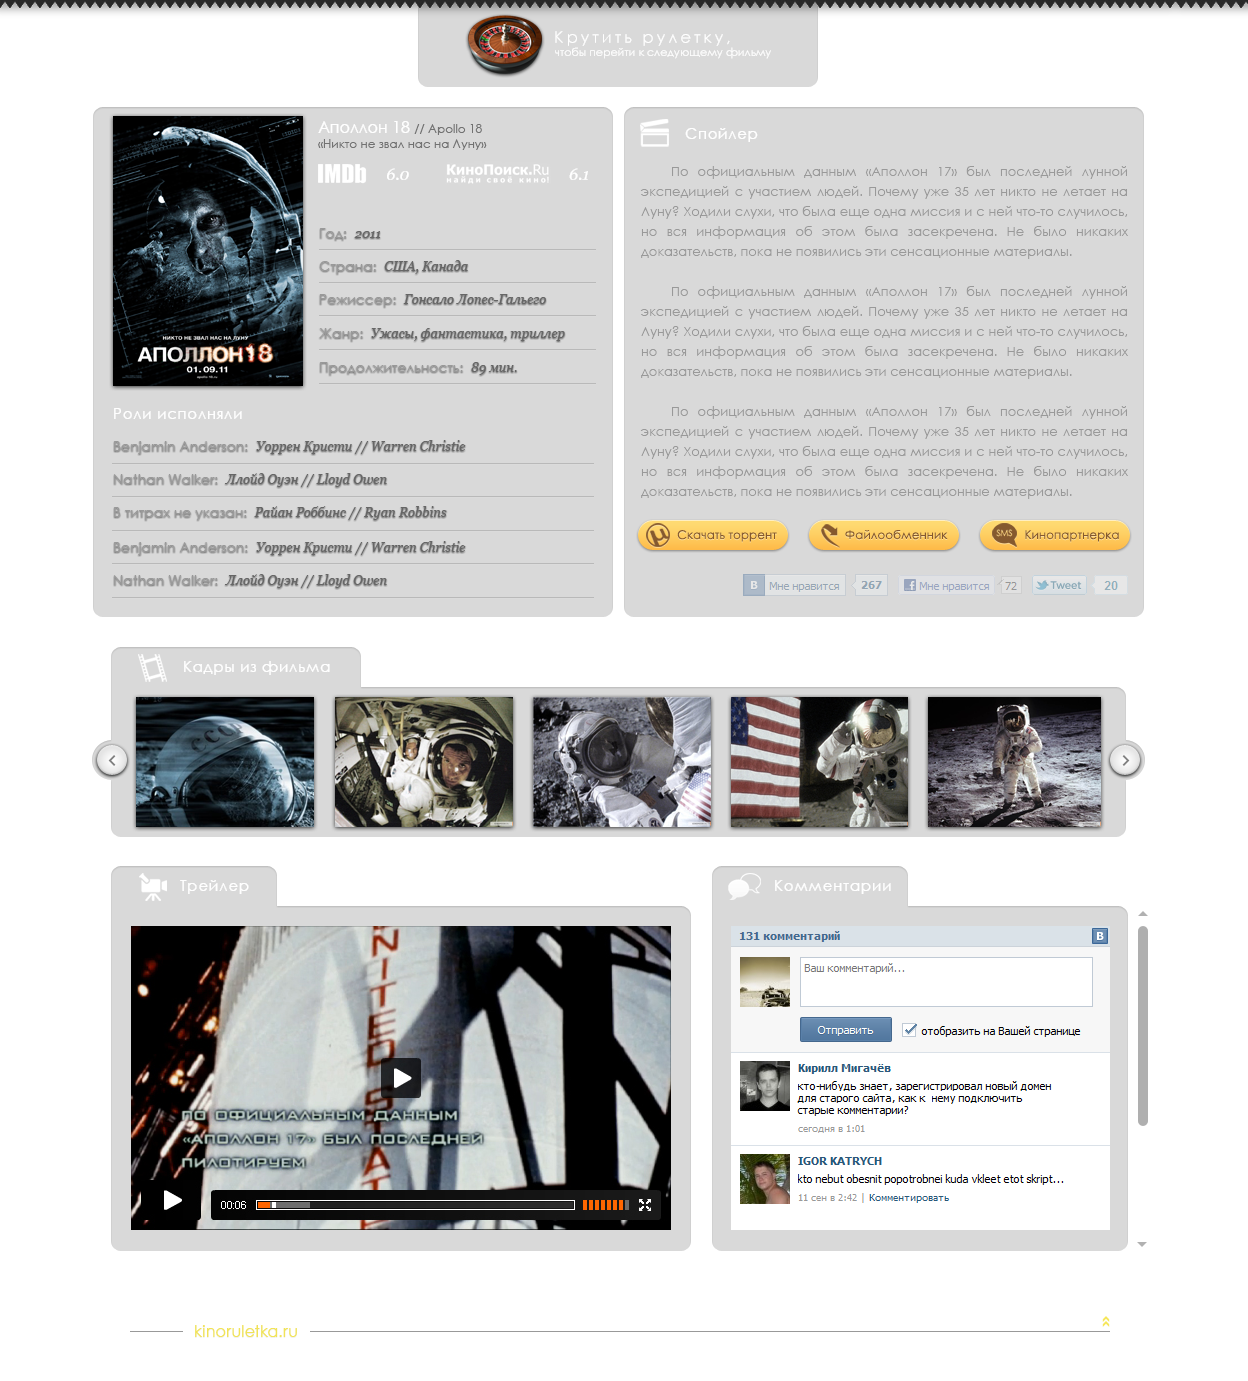 Крутить рулетку,
чтобы перейти к следующему фильму
Аполлон 18 // Apollo 18
«Никто не звал нас на Луну»
IMDb 6.0 КиноПоиск.Ru 6.1
найди своё кино!
НИКТО НЕ ЗВАЛ НАС НА ЛУНУ
АПОЛЛОН 18
01.09.11
Год: 2011
Страна: США, Канада
Режиссер: Гонсало Лопес-Гальего
Жанр: Ужасы, фантастика, триллер
Продолжительность: 89 мин.
Роли исполняли
Benjamin Anderson: Уоррен Кристи // Warren Christie
Nathan Walker: Ллойд Оуэн // Lloyd Owen
В титрах не указан: Райан Роббинс // Ryan Robbins
Benjamin Anderson: Уоррен Кристи // Warren Christie
Nathan Walker: Ллойд Оуэн // Lloyd Owen
Спойлер
По официальным данным «Аполлон 17» был последней лунной
экспедицией с участием людей. Почему уже 35 лет никто не летает на
Луну? Ходили слухи, что была еще одна миссия и с ней что-то случилось,
но вся информация об этом была засекречена. Не было никаких
доказательств, пока не появились эти сенсационные материалы.
По официальным данным «Аполлон 17» был последней лунной
экспедицией с участием людей. Почему уже 35 лет никто не летает на
Луну? Ходили слухи, что была еще одна миссия и с ней что-то случилось,
но вся информация об этом была засекречена. Не было никаких
доказательств, пока не появились эти сенсационные материалы.
По официальным данным «Аполлон 17» был последней лунной
экспедицией с участием людей. Почему уже 35 лет никто не летает на
Луну? Ходили слухи, что была еще одна миссия и с ней что-то случилось,
но вся информация об этом была засекречена. Не было никаких
доказательств, пока не появились эти сенсационные материалы.
Скачать торрент Файлообменник SMS Кинопартнерка
В Мне нравится 267 f Мне нравится 72 Tweet 20
Кадры из фильма
СССР
Трейлер
ПО ОФИЦИАЛЬНЫМ ДАННЫМ
«АПОЛЛОН 17» БЫЛ ПОСЛЕДНЕЙ
ПИЛОТИРУЕМ
00:06
Комментарии
131 комментарий В
Ваш комментарий...
Отправить отобразить на Вашей странице
Кирилл Мигачёв
кто-нибудь знает, зарегистрировал новый домен
для старого сайта, как к нему подключить
старые комментарии?
сегодня в 1:01
IGOR KATRYCH
kto nebut obesnit popotrobnei kuda vkleet etot skript...
11 сен в 2:42 | Комментировать
kinoruletka.ru